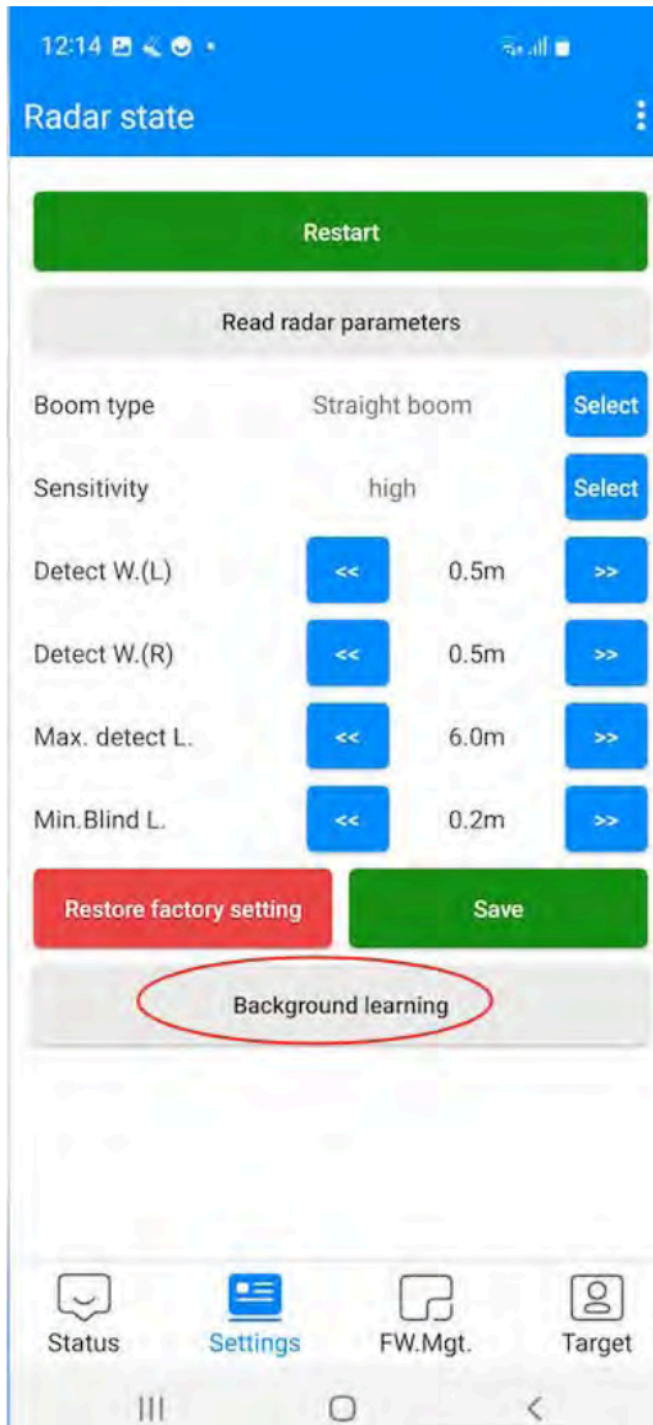 12:14
Radar state
Restart
Read radar parameters
Boom type Straight boom Select
Sensitivity high Select
Detect W.(L) << 0.5m >>
Detect W.(R) << 0.5m >>
Max. detect L. << 6.0m >>
Min.Blind L. << 0.2m >>
Restore factory setting Save
Background learning
Status Settings FW.Mgt. Target